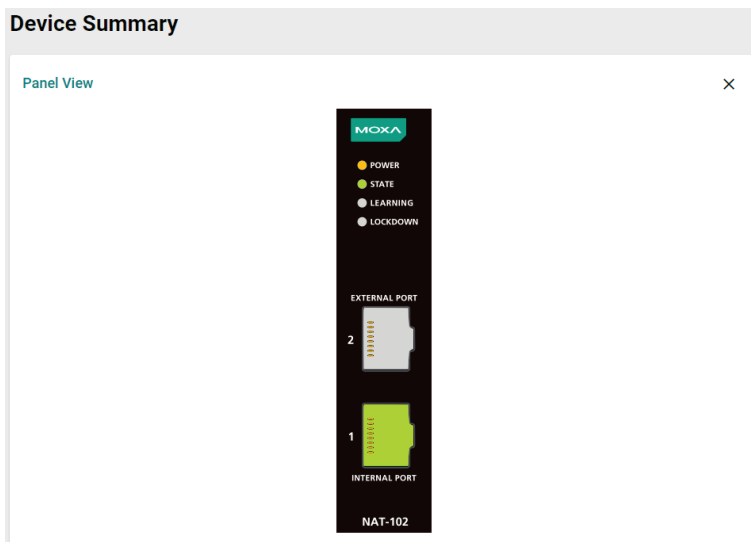 Device Summary
Panel View
MOXA
POWER
STATE
LEARNING
LOCKDOWN
EXTERNAL PORT
2
1
INTERNAL PORT
NAT-102